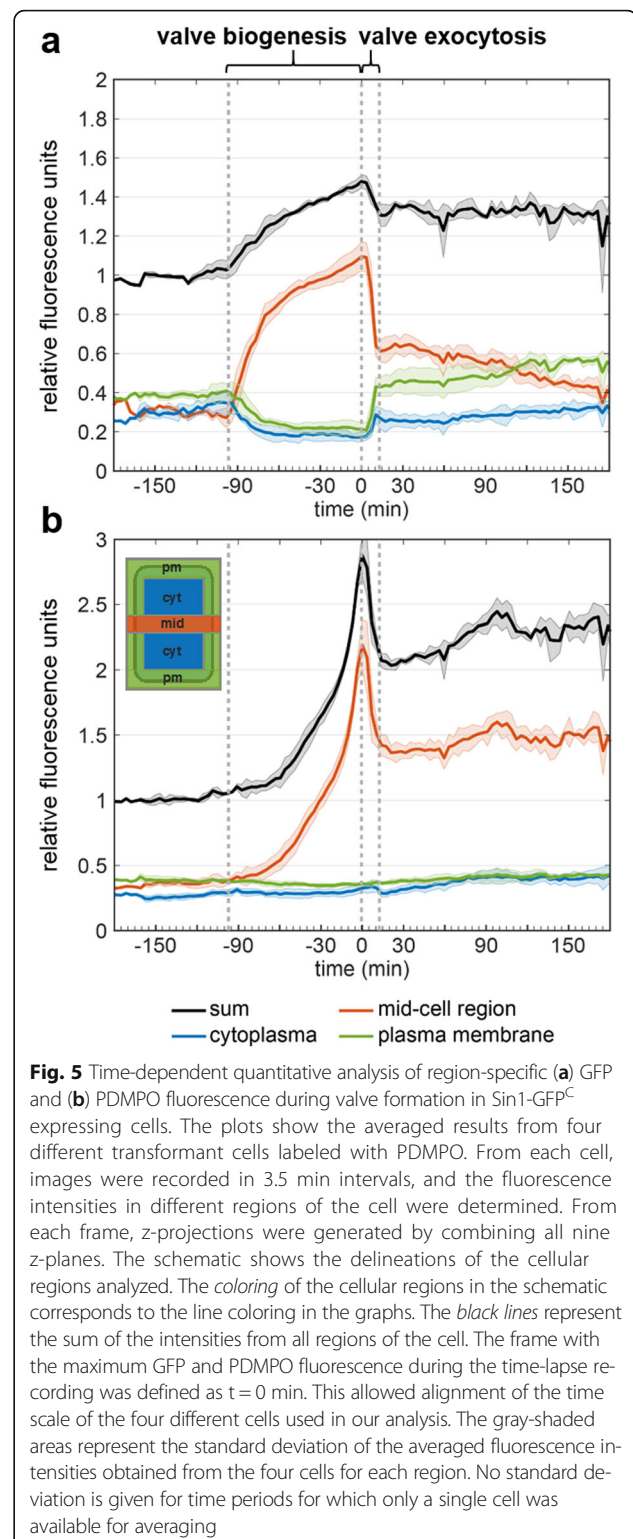 a
valve biogenesis valve exocytosis
2
1.8
1.6
1.4
1.2
1
0.8
0.6
0.4
0.2
0
relative fluorescence units
-150 -90 -30 0 30 90 150
time (min)
b
3
2.5
2
1.5
1
0.5
0
relative fluorescence units
pm
cyt
mid
cyt
pm
-150 -90 -30 0 30 90 150
time (min)
sum mid-cell region
cytoplasma plasma membrane
Fig. 5 Time-dependent quantitative analysis of region-specific (a) GFP
and (b) PDMPO fluorescence during valve formation in Sin1-GFPC
expressing cells. The plots show the averaged results from four
different transformant cells labeled with PDMPO. From each cell,
images were recorded in 3.5 min intervals, and the fluorescence
intensities in different regions of the cell were determined. From
each frame, z-projections were generated by combining all nine
z-planes. The schematic shows the delineations of the cellular
regions analyzed. The coloring of the cellular regions in the schematic
corresponds to the line coloring in the graphs. The black lines represent
the sum of the intensities from all regions of the cell. The frame with
the maximum GFP and PDMPO fluorescence during the time-lapse re-
cording was defined as t = 0 min. This allowed alignment of the time
scale of the four different cells used in our analysis. The gray-shaded
areas represent the standard deviation of the averaged fluorescence in-
tensities obtained from the four cells for each region. No standard de-
viation is given for time periods for which only a single cell was
available for averaging